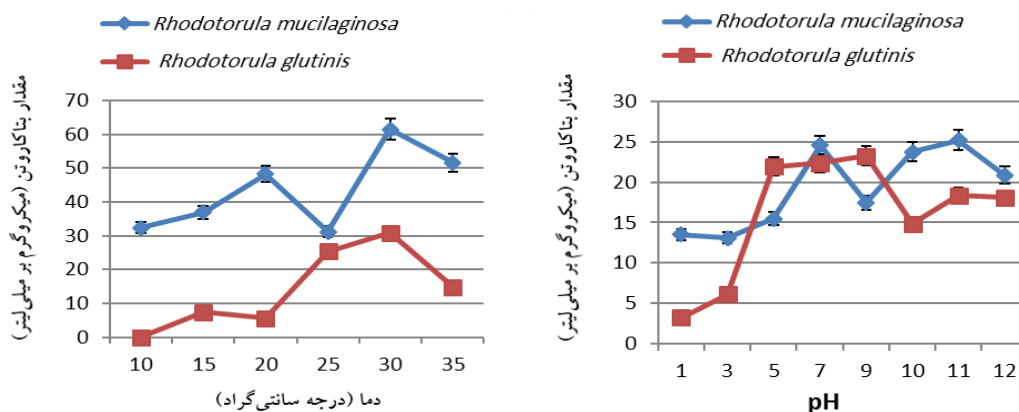 Rhodotorula mucilaginosa
Rhodotorula glutinis
مقدار بتاکاروتن (میکروگرم بر میلی‌لیتر)
70
60
50
40
30
20
10
0
10 15 20 25 30 35
دما (درجه سانتی‌گراد)
Rhodotorula mucilaginosa
Rhodotorula glutinis
مقدار بتاکاروتن (میکروگرم بر میلی‌لیتر)
30
25
20
15
10
5
0
1 3 5 7 9 10 11 12
pH